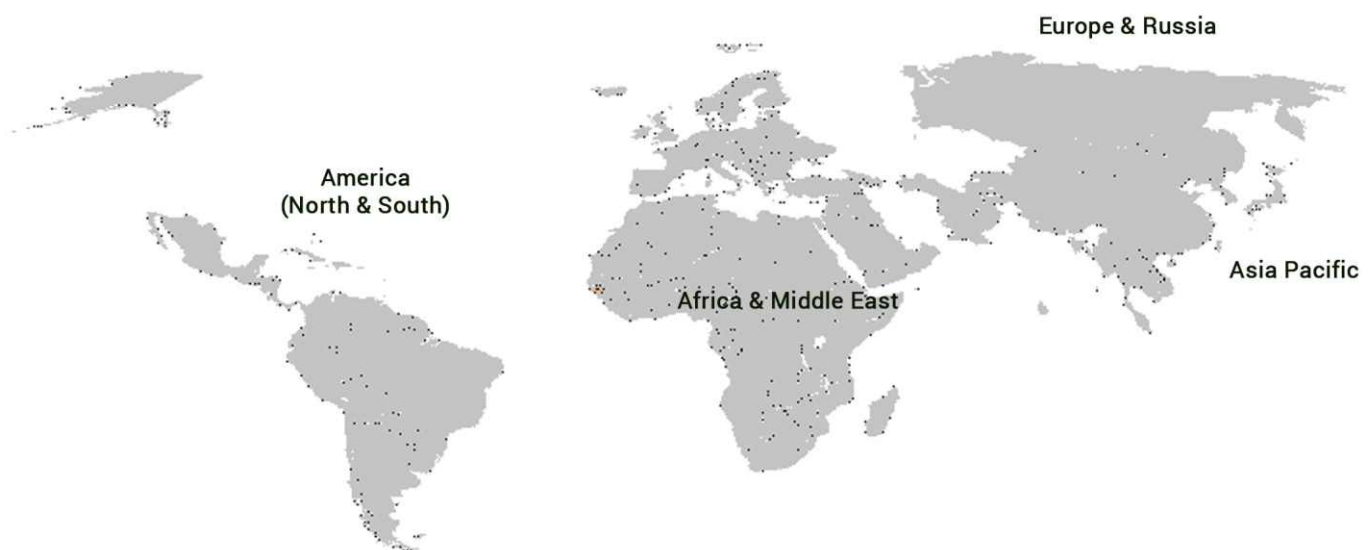 Europe & Russia
America
(North & South)
Asia Pacific
Africa & Middle East